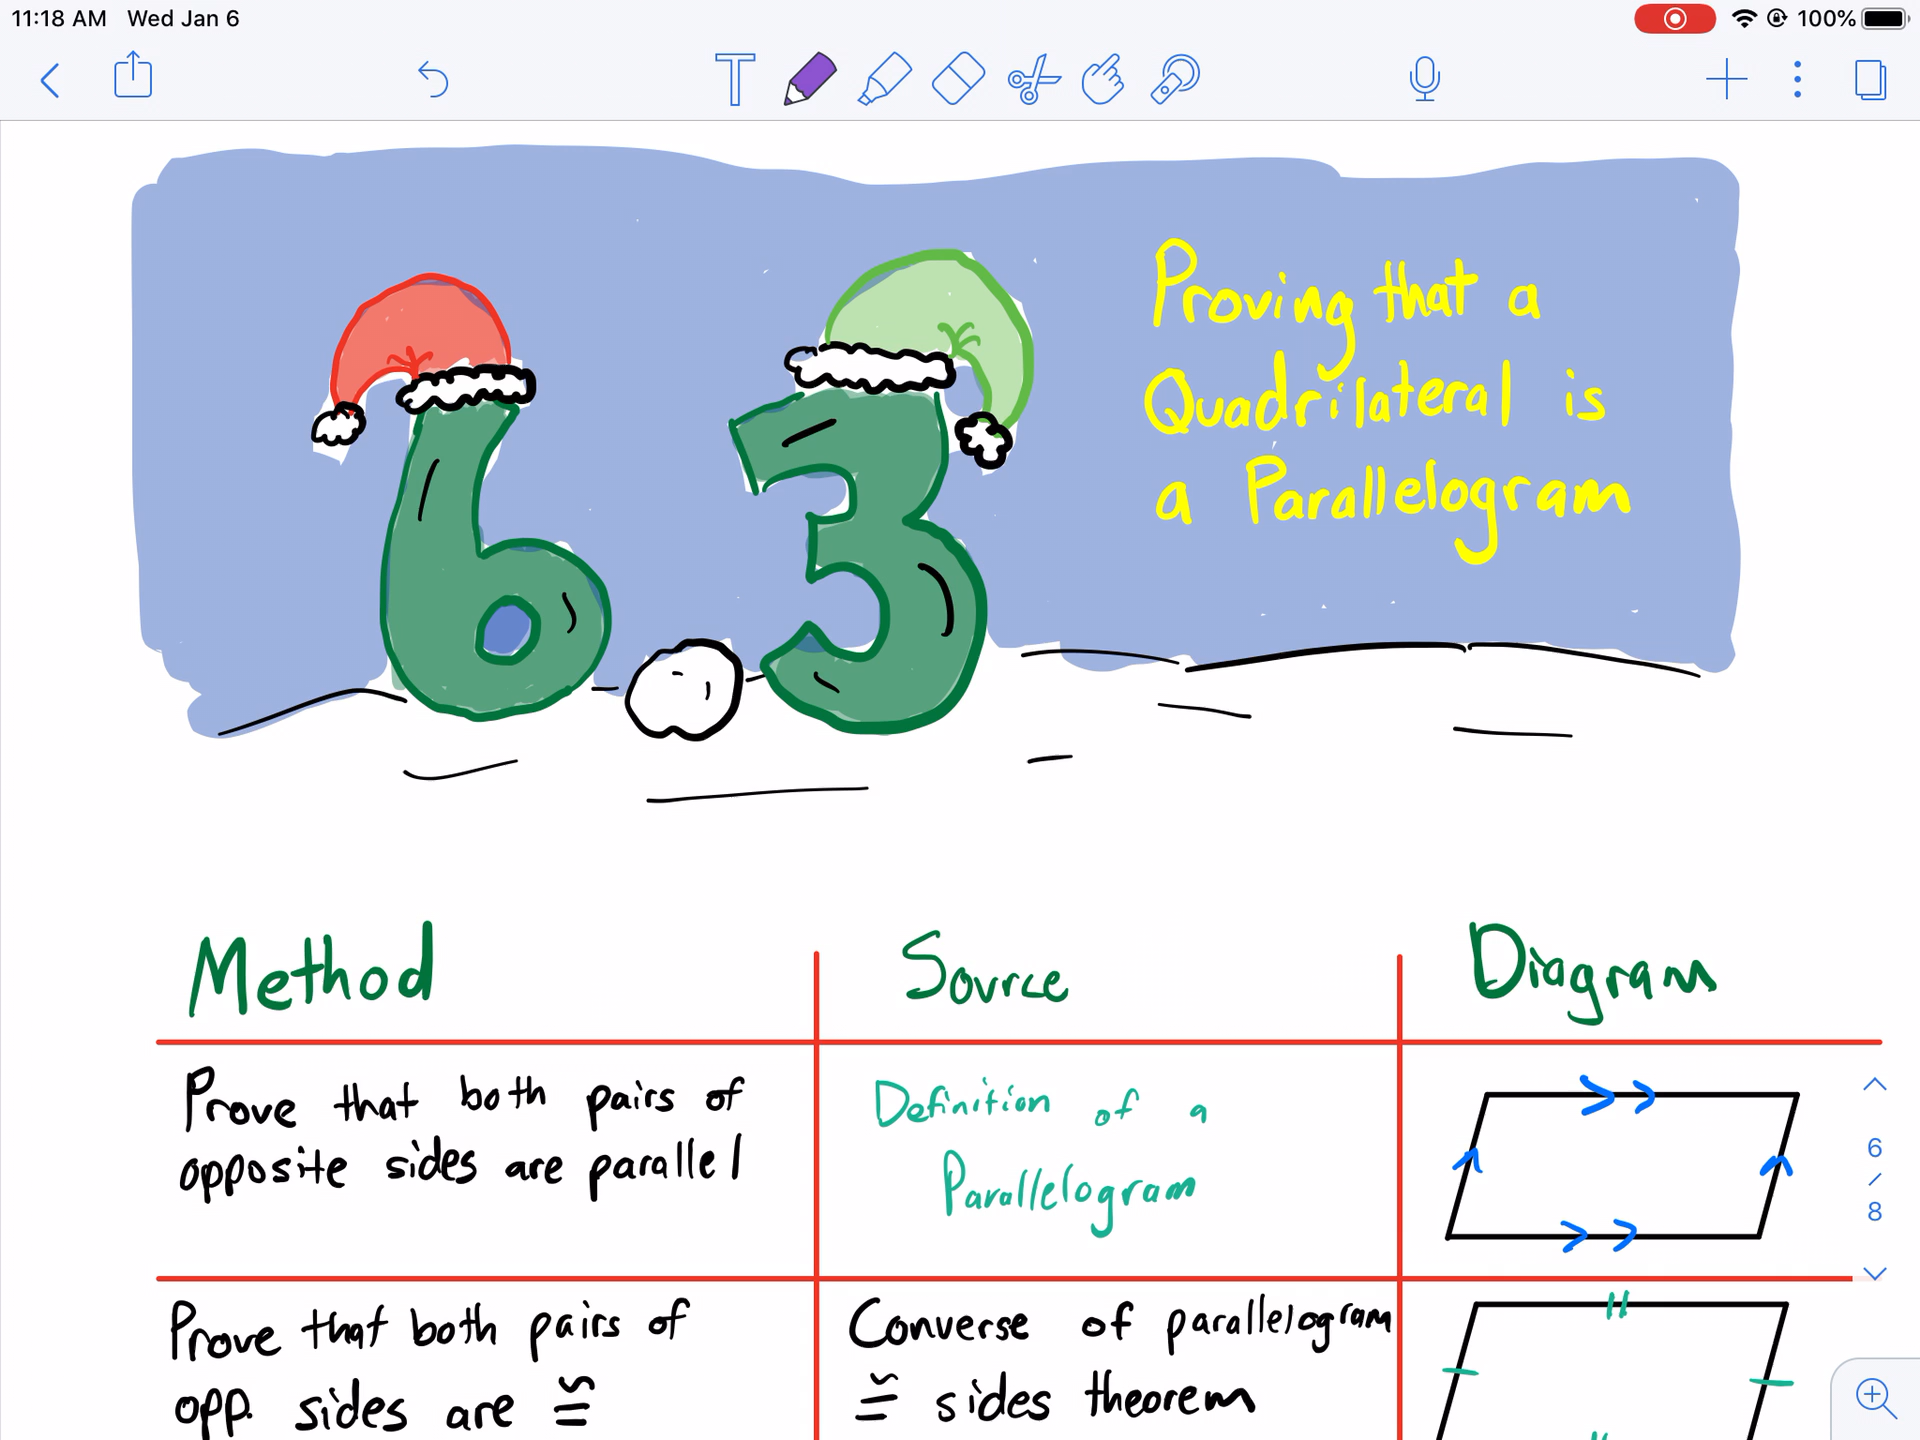 11:18 AM Wed Jan 6
100%
6.3
Proving that a
Quadrilateral is
a Parallelogram
Method
Source
Diagram
Prove that both pairs of
opposite sides are parallel
Definition of a
Parallelogram
6
/
8
Prove that both pairs of
opp. sides are ≅
Converse of parallelogram
≅ sides theorem